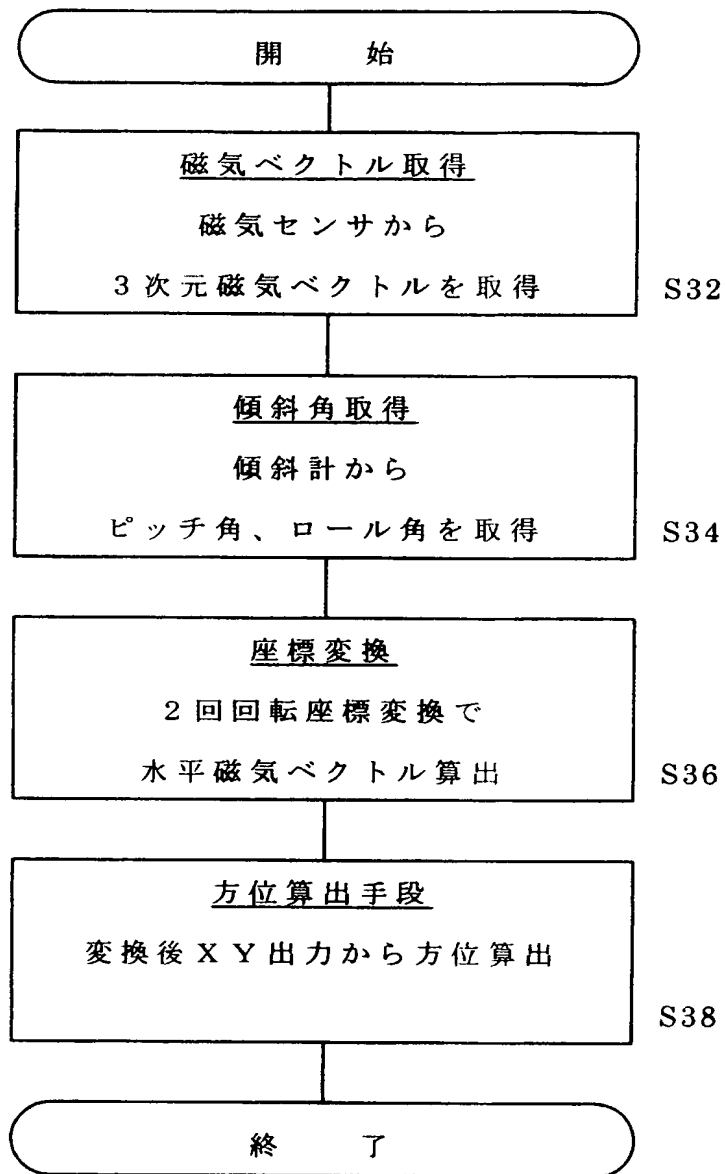 開始
磁気ベクトル取得
磁気センサから
3次元磁気ベクトルを取得
S32
傾斜角取得
傾斜計から
ピッチ角、ロール角を取得
S34
座標変換
2回回転座標変換で
水平磁気ベクトル算出
S36
方位算出手段
変換後XY出力から方位算出
S38
終了